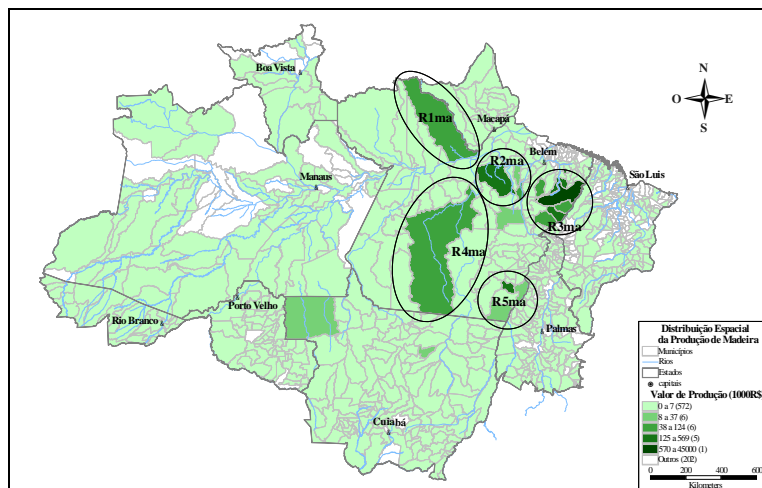 Boa Vista
N
O E
S
R1ma
Macapá
R2ma
Belém
São Luis
Manaus
R3ma
R4ma
R5ma
Porto Velho
Rio Branco
Palmas
Cuiabá
Distribuição Espacial
da Produção de Madeira
Municípios
Rios
Estados
capitais
Valor de Produção (1000R$)
0 a 7 (572)
8 a 37 (6)
38 a 124 (6)
125 a 569 (5)
570 a 45000 (1)
Outros (202)
0 200 400 600
Kilometers